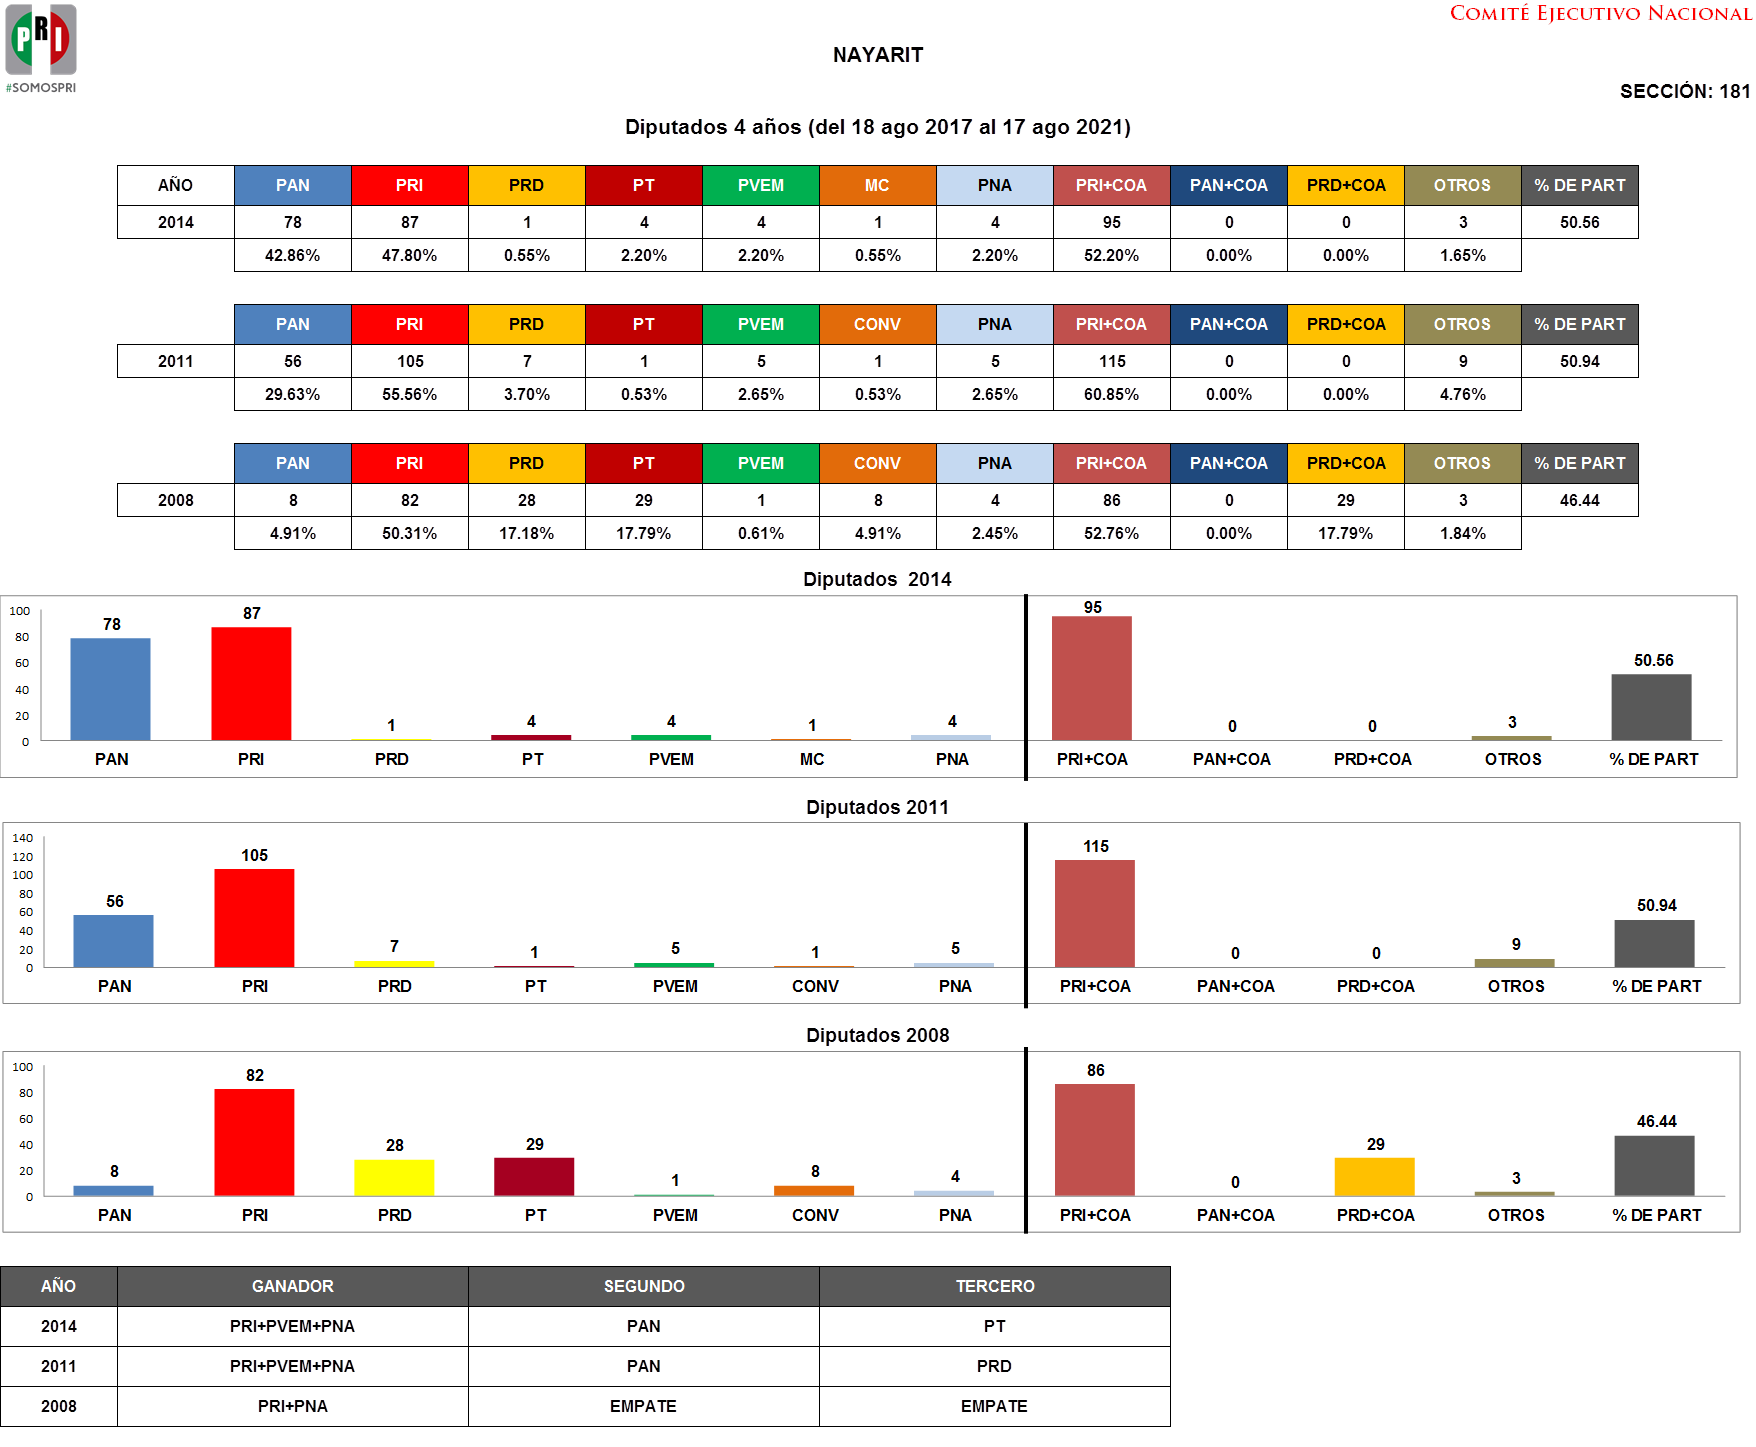 PRI
#SOMOSPRI
COMITÉ EJECUTIVO NACIONAL
NAYARIT
SECCIÓN: 181
Diputados 4 años (del 18 ago 2017 al 17 ago 2021)
AÑO PAN PRI PRD PT PVEM MC PNA PRI+COA PAN+COA PRD+COA OTROS % DE PART
2014 78 87 1 4 4 1 4 95 0 0 3 50.56
42.86% 47.80% 0.55% 2.20% 2.20% 0.55% 2.20% 52.20% 0.00% 0.00% 1.65%
PAN PRI PRD PT PVEM CONV PNA PRI+COA PAN+COA PRD+COA OTROS % DE PART
2011 56 105 7 1 5 1 5 115 0 0 9 50.94
29.63% 55.56% 3.70% 0.53% 2.65% 0.53% 2.65% 60.85% 0.00% 0.00% 4.76%
PAN PRI PRD PT PVEM CONV PNA PRI+COA PAN+COA PRD+COA OTROS % DE PART
2008 8 82 28 29 1 8 4 86 0 29 3 46.44
4.91% 50.31% 17.18% 17.79% 0.61% 4.91% 2.45% 52.76% 0.00% 17.79% 1.84%
Diputados 2014
100
80
60
40
20
0
78 87 1 4 4 1 4 95 0 0 3 50.56
PAN PRI PRD PT PVEM MC PNA PRI+COA PAN+COA PRD+COA OTROS % DE PART
Diputados 2011
140
120
100
80
60
40
20
0
56 105 7 1 5 1 5 115 0 0 9 50.94
PAN PRI PRD PT PVEM CONV PNA PRI+COA PAN+COA PRD+COA OTROS % DE PART
Diputados 2008
100
80
60
40
20
0
8 82 28 29 1 8 4 86 0 29 3 46.44
PAN PRI PRD PT PVEM CONV PNA PRI+COA PAN+COA PRD+COA OTROS % DE PART
AÑO GANADOR SEGUNDO TERCERO
2014 PRI+PVEM+PNA PAN PT
2011 PRI+PVEM+PNA PAN PRD
2008 PRI+PNA EMPATE EMPATE